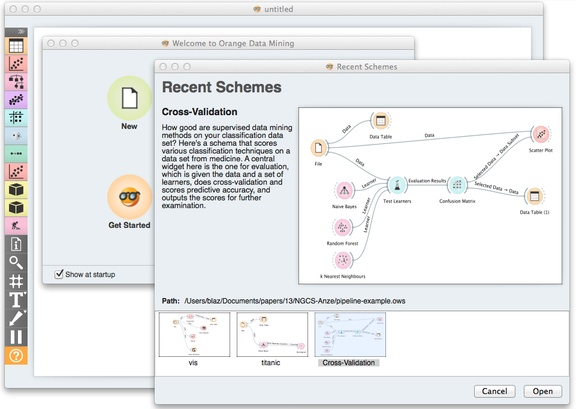 untitled
Welcome to Orange Data Mining
New
Get Started
Show at startup
Recent Schemes
Recent Schemes
Cross-Validation
How good are supervised data mining
methods on your classification data
set? Here's a schema that scores
various classification techniques on a
data set from medicine. A central
widget here is the one for evaluation,
which is given the data and a set of
learners, does cross-validation and
scores predictive accuracy, and
outputs the scores for further
examination.
File
Data
Data Table
Data
Data
Scatter Plot
Naive Bayes
Learner
Random Forest
Learner
k Nearest Neighbours
Learner
Test Learners
Evaluation Results
Confusion Matrix
Selected Data → Data Subset
Selected Data → Data
Data Table (1)
Path: /Users/blaz/Documents/papers/13/NGCS-Anze/pipeline-example.ows
vis
titanic
Cross-Validation
Cancel
Open